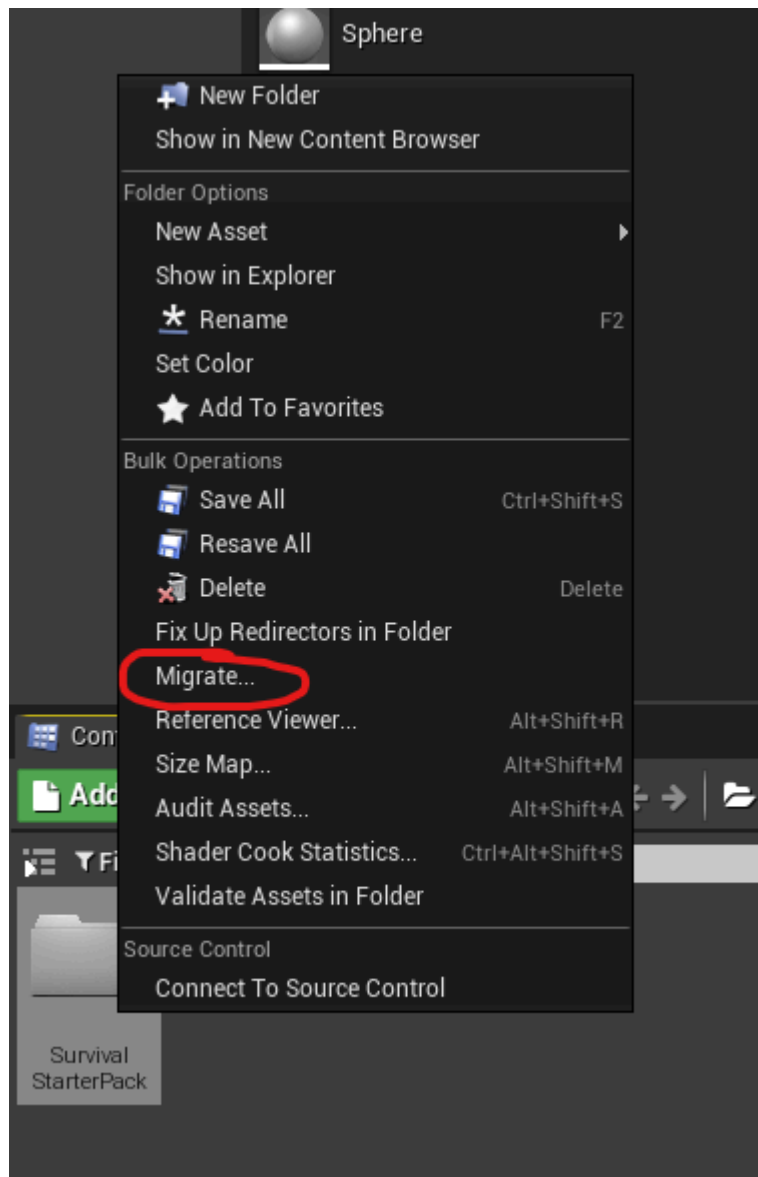 Sphere
New Folder
Show in New Content Browser
Folder Options
New Asset
Show in Explorer
Rename F2
Set Color
Add To Favorites
Bulk Operations
Save All Ctrl+Shift+S
Resave All
Delete Delete
Fix Up Redirectors in Folder
Migrate...
Reference Viewer... Alt+Shift+R
Size Map... Alt+Shift+M
Audit Assets... Alt+Shift+A
Shader Cook Statistics... Ctrl+Alt+Shift+S
Validate Assets in Folder
Source Control
Connect To Source Control
Con
Add
Fi
Survival
StarterPack